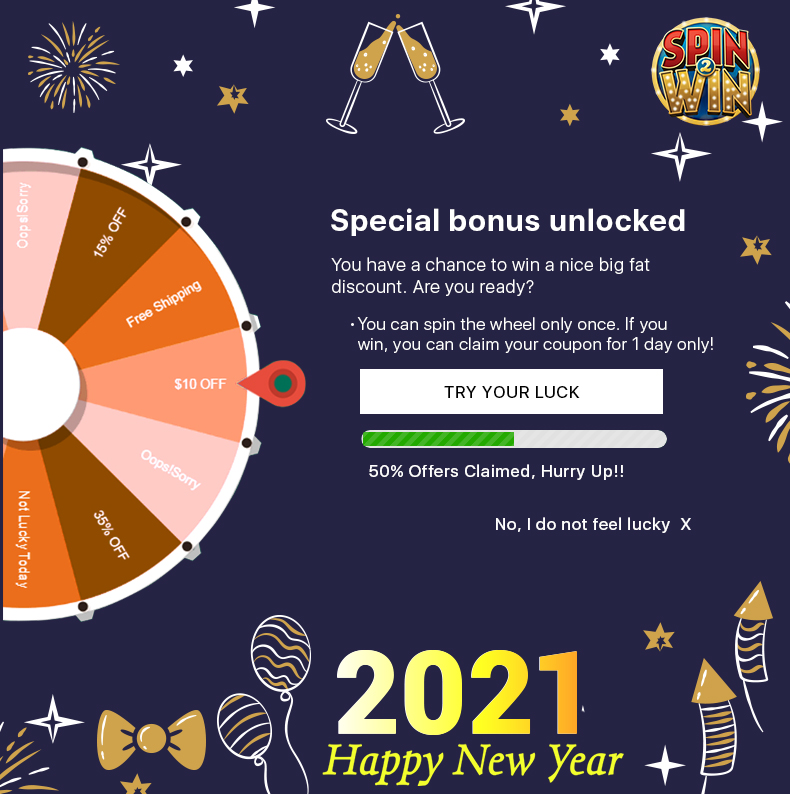 SPIN
2
WIN
Oops!Sorry
15% OFF
Free Shipping
$10 OFF
Oops!Sorry
35% OFF
Not Lucky Today
Special bonus unlocked
You have a chance to win a nice big fat
discount. Are you ready?
· You can spin the wheel only once. If you
win, you can claim your coupon for 1 day only!
TRY YOUR LUCK
50% Offers Claimed, Hurry Up!!
No, I do not feel lucky X
2021
Happy New Year